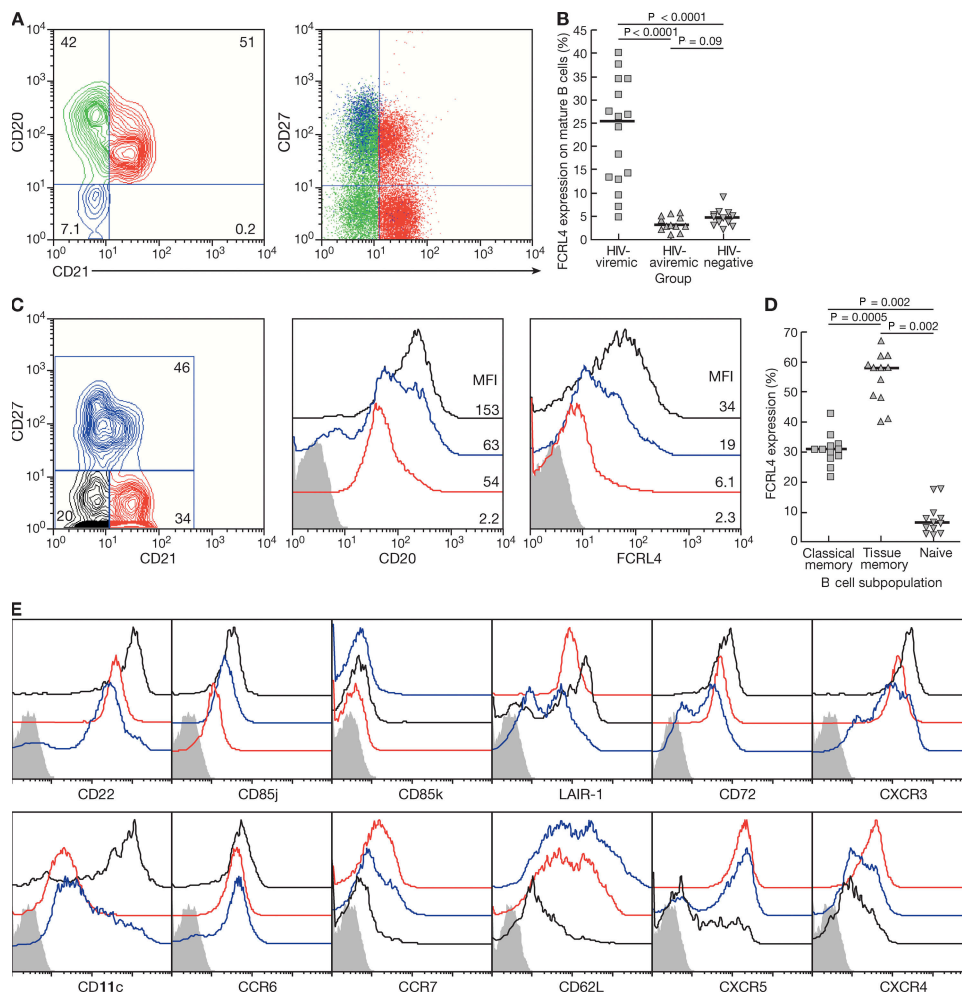 A
42
51
7.1
0.2
CD20
CD21
10⁰ 10¹ 10² 10³ 10⁴
10⁴
10³
10²
10¹
10⁰
CD27
10⁰ 10¹ 10² 10³ 10⁴
10⁴
10³
10²
10¹
10⁰
B
P < 0.0001
P < 0.0001
P = 0.09
FCRL4 expression on mature B cells (%)
45
40
35
30
25
20
15
10
5
0
HIV-viremic
HIV-aviremic
HIV-negative
Group
C
46
20
34
CD27
CD21
10⁴
10³
10²
10¹
10⁰
10⁰ 10¹ 10² 10³ 10⁴
MFI
153
63
54
2.2
10⁰ 10¹ 10² 10³ 10⁴
CD20
MFI
34
19
6.1
2.3
10⁰ 10¹ 10² 10³ 10⁴
FCRL4
D
P = 0.002
P = 0.0005
P = 0.002
FCRL4 expression (%)
70
60
50
40
30
20
10
0
Classical memory
Tissue memory
Naive
B cell subpopulation
E
CD22
CD85j
CD85k
LAIR-1
CD72
CXCR3
CD11c
CCR6
CCR7
CD62L
CXCR5
CXCR4